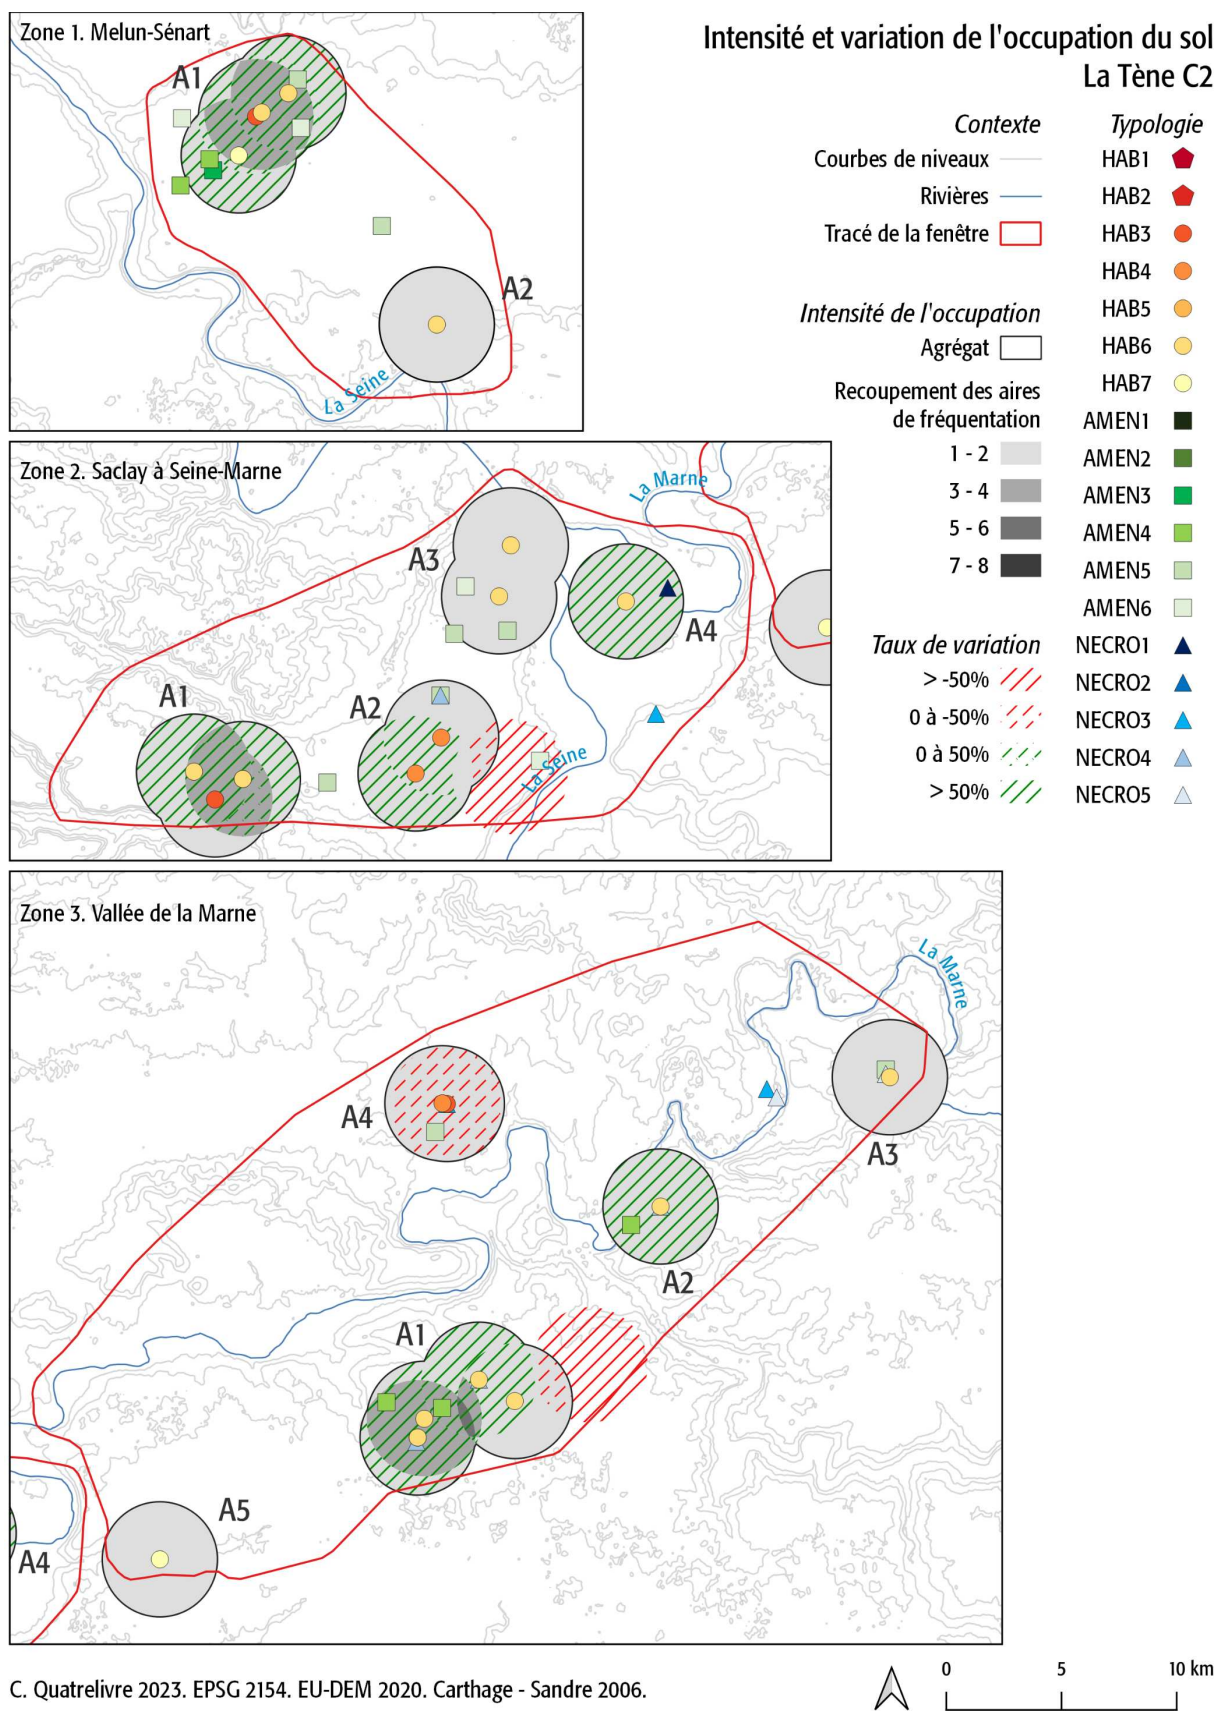 Intensité et variation de l'occupation du sol
La Tène C2
Zone 1. Melun-Sénart
A1
A2
La Seine
Zone 2. Saclay à Seine-Marne
La Marne
A3
A4
A1
A2
La Seine
Zone 3. Vallée de la Marne
La Marne
A4
A3
A2
A1
A5
A4
Contexte
Courbes de niveaux
Rivières
Tracé de la fenêtre
Intensité de l'occupation
Agrégat
Recoupement des aires
de fréquentation
1 - 2
3 - 4
5 - 6
7 - 8
Taux de variation
> -50%
0 à -50%
0 à 50%
> 50%
Typologie
HAB1
HAB2
HAB3
HAB4
HAB5
HAB6
HAB7
AMEN1
AMEN2
AMEN3
AMEN4
AMEN5
AMEN6
NECRO1
NECRO2
NECRO3
NECRO4
NECRO5
C. Quatrelivre 2023. EPSG 2154. EU-DEM 2020. Carthage - Sandre 2006.
0 5 10 km